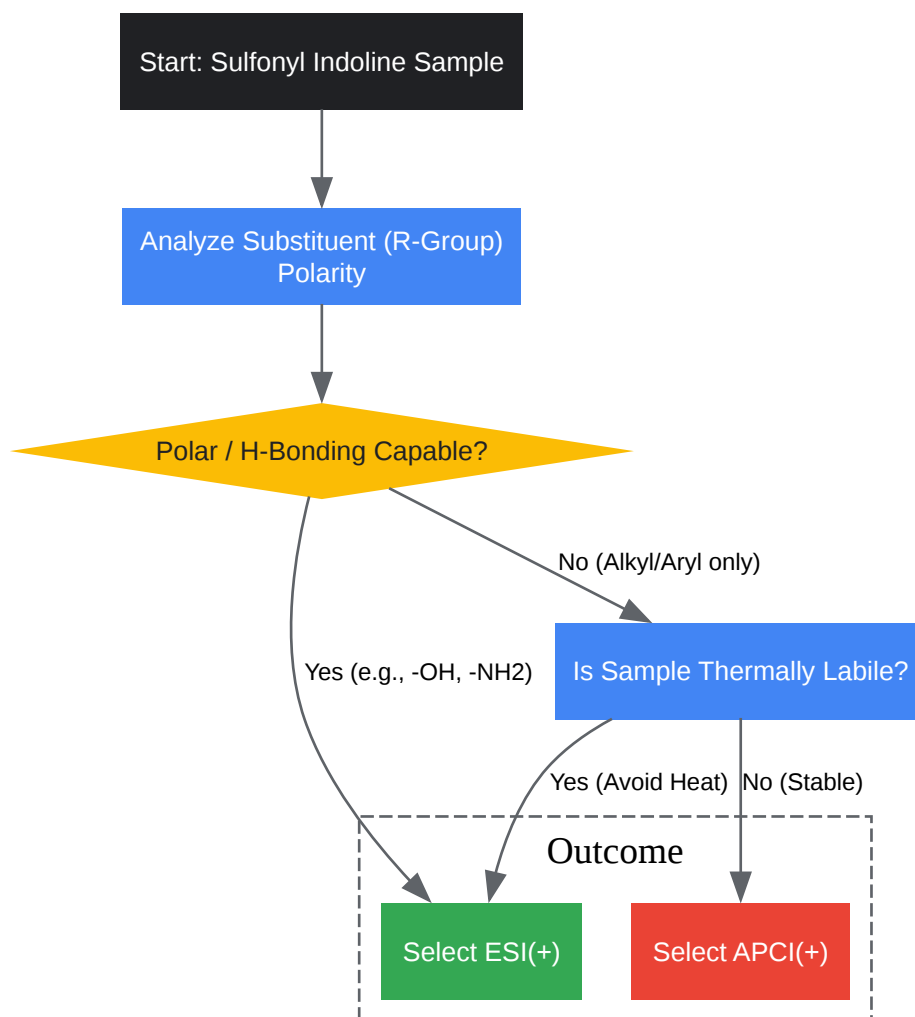 Start: Sulfonyl Indoline Sample
Analyze Substituent (R-Group)
Polarity
Polar / H-Bonding Capable?
No (Alkyl/Aryl only)
Yes (e.g., -OH, -NH2)
Is Sample Thermally Labile?
Yes (Avoid Heat)
No (Stable)
Outcome
Select ESI(+)
Select APCI(+)